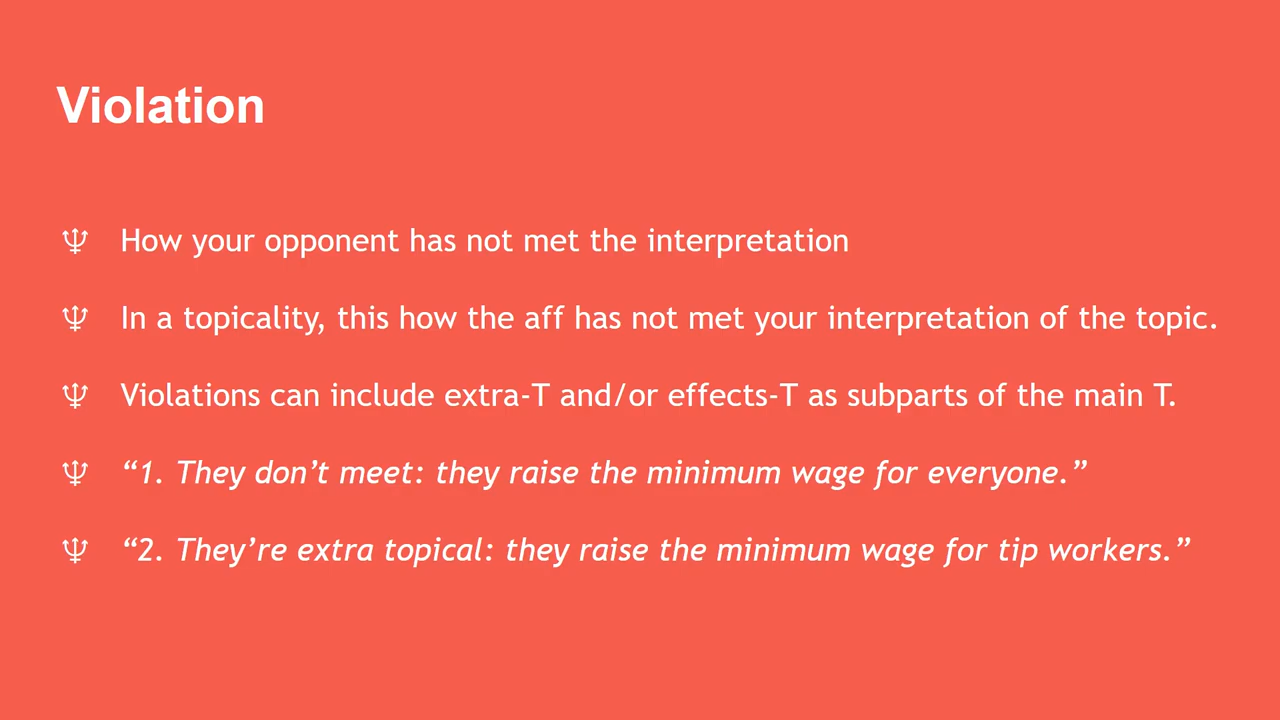 Violation
♆ How your opponent has not met the interpretation
♆ In a topicality, this how the aff has not met your interpretation of the topic.
♆ Violations can include extra-T and/or effects-T as subparts of the main T.
♆ “1. They don’t meet: they raise the minimum wage for everyone.”
♆ “2. They’re extra topical: they raise the minimum wage for tip workers.”